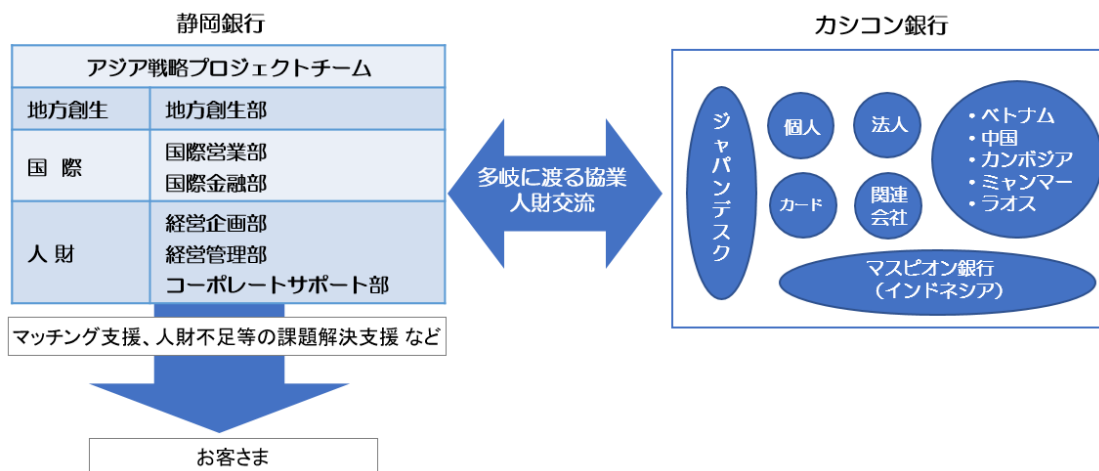 静岡銀行
アジア戦略プロジェクトチーム
地方創生 地方創生部
国 際 国際営業部
国際金融部
人 財 経営企画部
経営管理部
コーポレートサポート部
マッチング支援、人財不足等の課題解決支援 など
お客さま
多岐に渡る協業
人財交流
カシコン銀行
ジャパンデスク
個人
法人
カード
関連
会社
・ベトナム
・中国
・カンボジア
・ミャンマー
・ラオス
マスピオン銀行
（インドネシア）